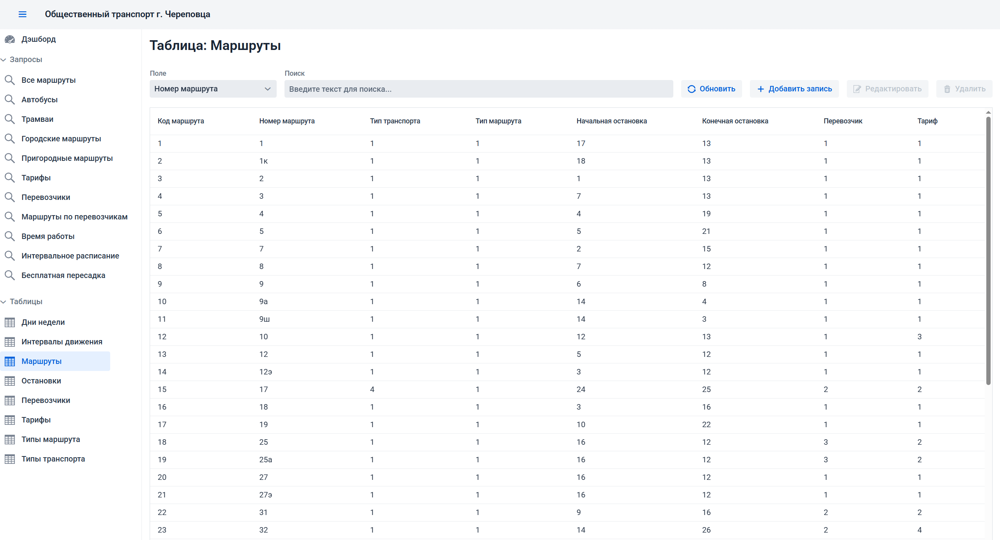 Общественный транспорт г. Череповца
Дэшборд
Запросы
Все маршруты
Автобусы
Трамваи
Городские маршруты
Пригородные маршруты
Тарифы
Перевозчики
Маршруты по перевозчикам
Время работы
Интервальное расписание
Бесплатная пересадка
Таблицы
Дни недели
Интервалы движения
Маршруты
Остановки
Перевозчики
Тарифы
Типы маршрута
Типы транспорта
Таблица: Маршруты
Поле Поиск
Номер маршрута Введите текст для поиска... Обновить Добавить запись Редактировать Удалить
Код маршрута Номер маршрута Тип транспорта Тип маршрута Начальная остановка Конечная остановка Перевозчик Тариф
1 1 1 1 17 13 1 1
2 1к 1 1 18 13 1 1
3 2 1 1 1 13 1 1
4 3 1 1 7 13 1 1
5 4 1 1 4 19 1 1
6 5 1 1 5 21 1 1
7 7 1 1 2 15 1 1
8 8 1 1 7 12 1 1
9 9 1 1 6 8 1 1
10 9а 1 1 14 4 1 1
11 9ш 1 1 14 3 1 1
12 10 1 1 12 13 1 3
13 12 1 1 5 12 1 1
14 12э 1 1 3 12 1 1
15 17 4 1 24 25 2 2
16 18 1 1 3 16 1 1
17 19 1 1 10 22 1 1
18 25 1 1 16 12 3 2
19 25а 1 1 16 12 3 2
20 27 1 1 16 12 1 1
21 27э 1 1 16 12 1 1
22 31 1 1 9 16 2 2
23 32 1 1 14 26 2 4